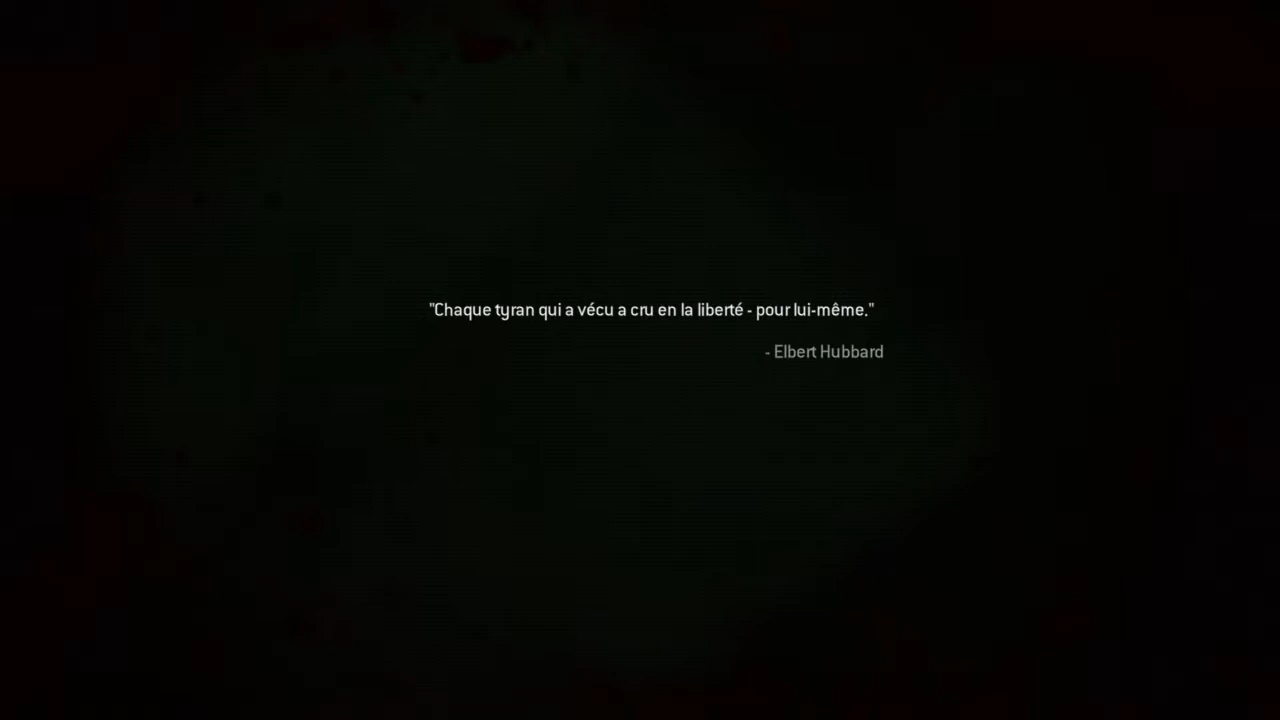 "Chaque tyran qui a vécu a cru en la liberté - pour lui-même."
- Elbert Hubbard